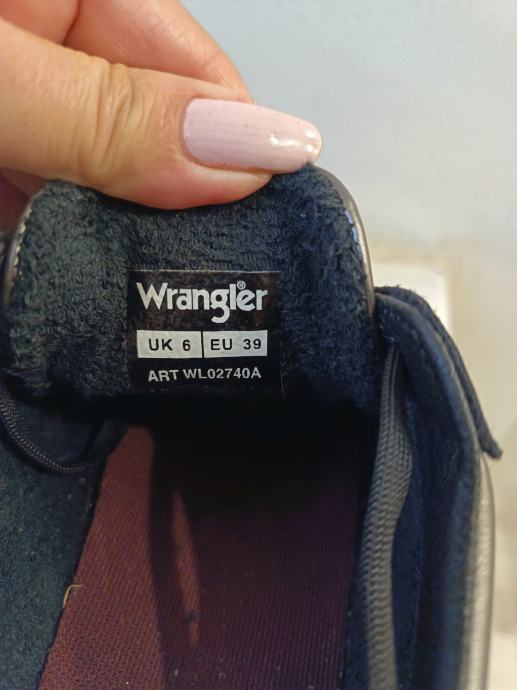 Wrangler®
UK 6 EU 39
ART WL02740A